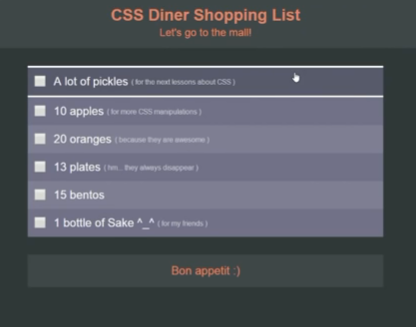 CSS Diner Shopping List
Let's go to the mall!
A lot of pickles ( for the next lessons about CSS )
10 apples ( for more CSS manipulations )
20 oranges ( because they are awesome )
13 plates ( hm... they always disappear )
15 bentos
1 bottle of Sake ^_^ ( for my friends )
Bon appetit :)